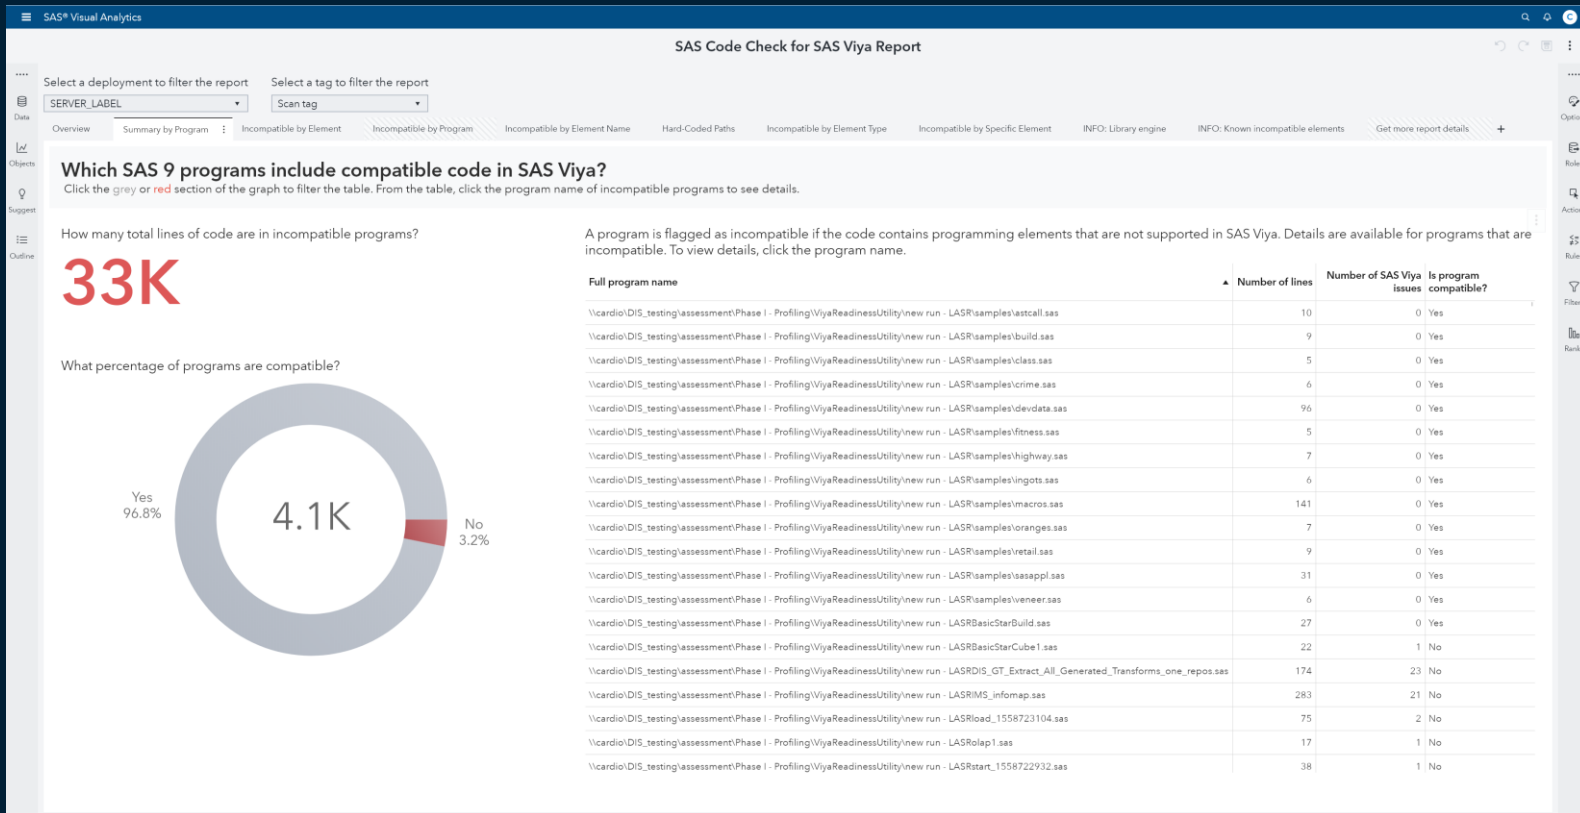 SAS® Visual Analytics
C
SAS Code Check for SAS Viya Report
Select a deployment to filter the report
Select a tag to filter the report
SERVER_LABEL
Scan tag
Data
Objects
Suggest
Outline
Overview
Summary by Program
Incompatible by Element
Incompatible by Program
Incompatible by Element Name
Hard-Coded Paths
Incompatible by Element Type
Incompatible by Specific Element
INFO: Library engine
INFO: Known incompatible elements
Get more report details
+
Optio
Role
Action
Rule
Filter
Rank
Which SAS 9 programs include compatible code in SAS Viya?
Click the grey or red section of the graph to filter the table. From the table, click the program name of incompatible programs to see details.
How many total lines of code are in incompatible programs?
33K
What percentage of programs are compatible?
Yes
96.8%
4.1K
No
3.2%
A program is flagged as incompatible if the code contains programming elements that are not supported in SAS Viya. Details are available for programs that are
incompatible. To view details, click the program name.
Full program name Number of lines Number of SAS Viya issues Is program compatible?
\\cardio\DIS_testing\assessment\Phase I - Profiling\ViyaReadinessUtility\new run - LASR\samples\astcall.sas 10 0 Yes
\\cardio\DIS_testing\assessment\Phase I - Profiling\ViyaReadinessUtility\new run - LASR\samples\build.sas 9 0 Yes
\\cardio\DIS_testing\assessment\Phase I - Profiling\ViyaReadinessUtility\new run - LASR\samples\class.sas 5 0 Yes
\\cardio\DIS_testing\assessment\Phase I - Profiling\ViyaReadinessUtility\new run - LASR\samples\crime.sas 6 0 Yes
\\cardio\DIS_testing\assessment\Phase I - Profiling\ViyaReadinessUtility\new run - LASR\samples\devdata.sas 96 0 Yes
\\cardio\DIS_testing\assessment\Phase I - Profiling\ViyaReadinessUtility\new run - LASR\samples\fitness.sas 5 0 Yes
\\cardio\DIS_testing\assessment\Phase I - Profiling\ViyaReadinessUtility\new run - LASR\samples\highway.sas 7 0 Yes
\\cardio\DIS_testing\assessment\Phase I - Profiling\ViyaReadinessUtility\new run - LASR\samples\ingots.sas 6 0 Yes
\\cardio\DIS_testing\assessment\Phase I - Profiling\ViyaReadinessUtility\new run - LASR\samples\macros.sas 141 0 Yes
\\cardio\DIS_testing\assessment\Phase I - Profiling\ViyaReadinessUtility\new run - LASR\samples\oranges.sas 7 0 Yes
\\cardio\DIS_testing\assessment\Phase I - Profiling\ViyaReadinessUtility\new run - LASR\samples\retail.sas 9 0 Yes
\\cardio\DIS_testing\assessment\Phase I - Profiling\ViyaReadinessUtility\new run - LASR\samples\sasappl.sas 31 0 Yes
\\cardio\DIS_testing\assessment\Phase I - Profiling\ViyaReadinessUtility\new run - LASR\samples\veneer.sas 6 0 Yes
\\cardio\DIS_testing\assessment\Phase I - Profiling\ViyaReadinessUtility\new run - LASRBasicStarBuild.sas 27 0 Yes
\\cardio\DIS_testing\assessment\Phase I - Profiling\ViyaReadinessUtility\new run - LASRBasicStarCube1.sas 22 1 No
\\cardio\DIS_testing\assessment\Phase I - Profiling\ViyaReadinessUtility\new run - LASRDIS_GT_Extract_All_Generated_Transforms_one_repos.sas 174 23 No
\\cardio\DIS_testing\assessment\Phase I - Profiling\ViyaReadinessUtility\new run - LASRIMS_infomap.sas 283 21 No
\\cardio\DIS_testing\assessment\Phase I - Profiling\ViyaReadinessUtility\new run - LASRload_1558723104.sas 75 2 No
\\cardio\DIS_testing\assessment\Phase I - Profiling\ViyaReadinessUtility\new run - LASRolap1.sas 17 1 No
\\cardio\DIS_testing\assessment\Phase I - Profiling\ViyaReadinessUtility\new run - LASRstart_1558722932.sas 38 1 No